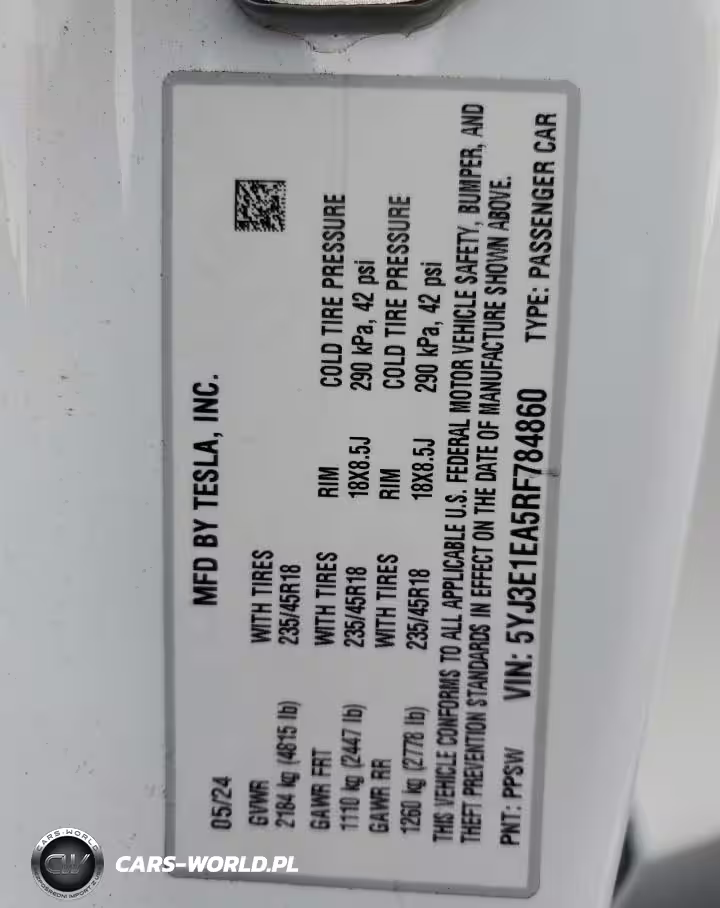 MFD BY TESLA, INC.
05/24
GVWR WITH TIRES
2184 kg (4815 lb) 235/45R18
GAWR FRT WITH TIRES RIM COLD TIRE PRESSURE
1110 kg (2447 lb) 235/45R18 18X8.5J 290 kPa, 42 psi
GAWR RR WITH TIRES RIM COLD TIRE PRESSURE
1260 kg (2778 lb) 235/45R18 18X8.5J 290 kPa, 42 psi
THIS VEHICLE CONFORMS TO ALL APPLICABLE U.S. FEDERAL MOTOR VEHICLE SAFETY, BUMPER, AND
THEFT PREVENTION STANDARDS IN EFFECT ON THE DATE OF MANUFACTURE SHOWN ABOVE.
PNT: PPSW VIN: 5YJ3E1EA5RF784860 TYPE: PASSENGER CAR
CARS-WORLD.PL
CARS-WORLD
CW